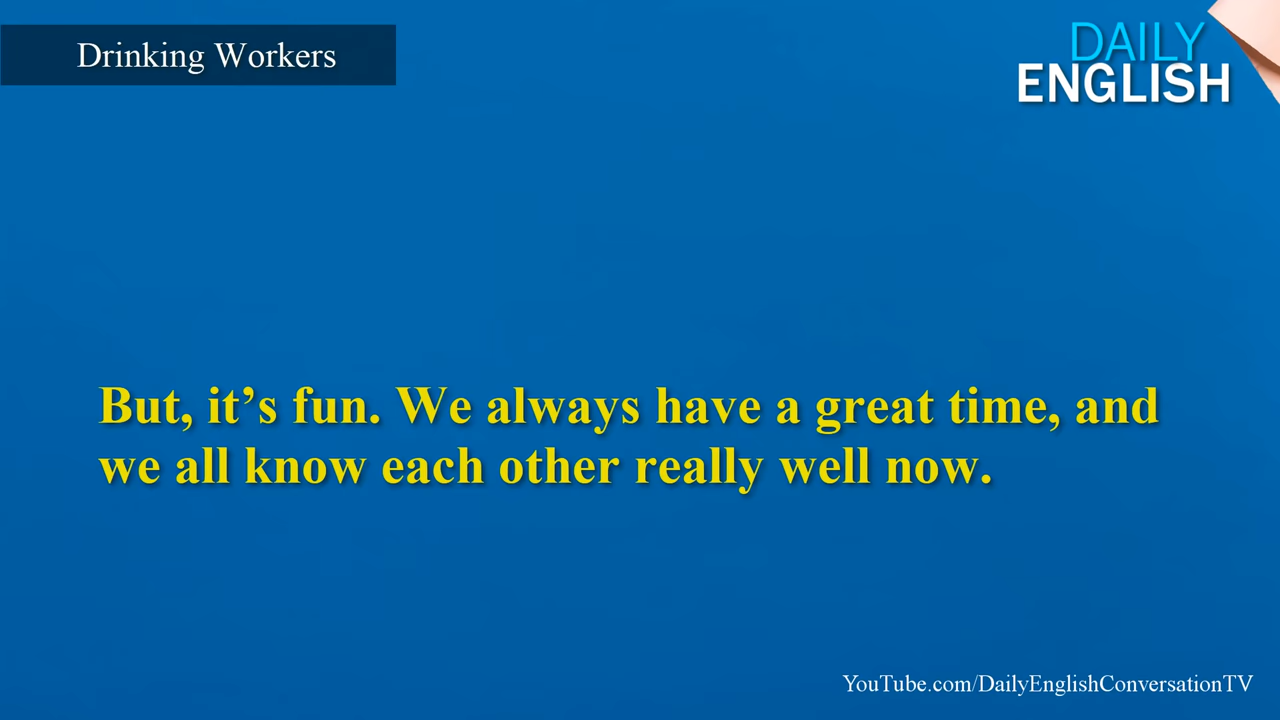 Drinking Workers
DAILY
ENGLISH
But, it’s fun. We always have a great time, and
we all know each other really well now.
YouTube.com/DailyEnglishConversationTV